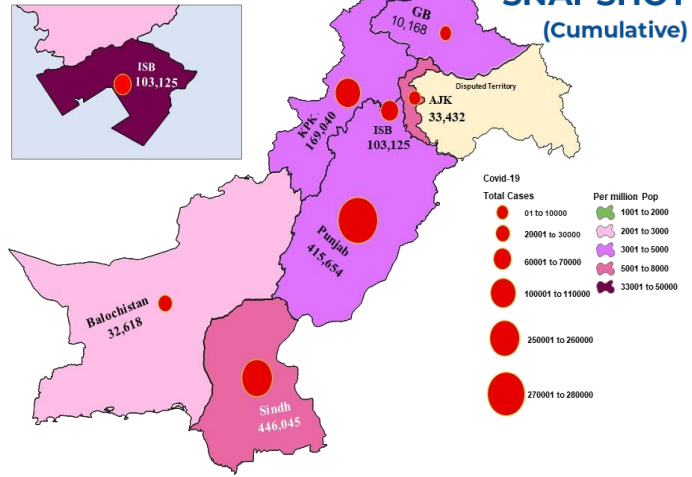 SNAPSHOT
(Cumulative)
ISB
103,125
GB
10,168
Disputed Territory
AJK
33,432
KPK
169,040
ISB
103,125
Punjab
415,654
Balochistan
32,618
Sindh
446,045
Covid-19
Total Cases
01 to 10000
20001 to 30000
60001 to 70000
100001 to 110000
250001 to 260000
270001 to 280000
Per million Pop
1001 to 2000
2001 to 3000
3001 to 5000
5001 to 8000
33001 to 50000